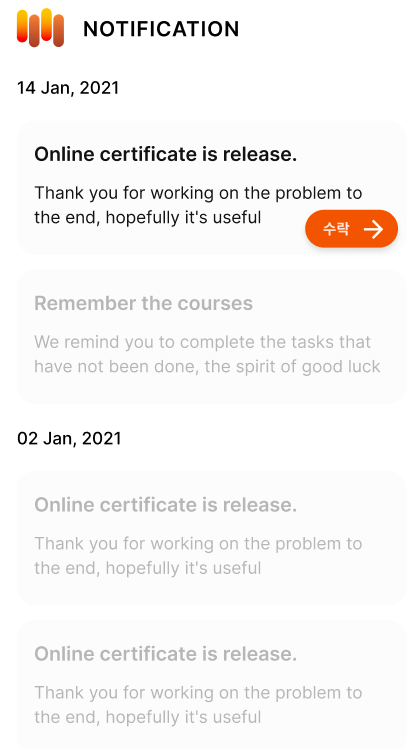 NOTIFICATION
14 Jan, 2021
Online certificate is release.
Thank you for working on the problem to
the end, hopefully it's useful
수락
Remember the courses
We remind you to complete the tasks that
have not been done, the spirit of good luck
02 Jan, 2021
Online certificate is release.
Thank you for working on the problem to
the end, hopefully it's useful
Online certificate is release.
Thank you for working on the problem to
the end, hopefully it's useful